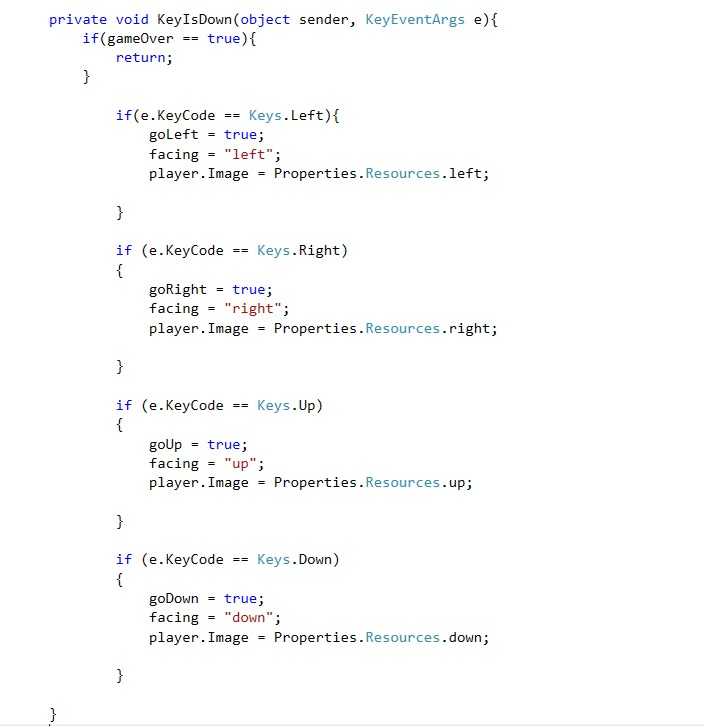 private void KeyIsDown(object sender, KeyEventArgs e){
if(gameOver == true){
return;
}
if(e.KeyCode == Keys.Left){
goLeft = true;
facing = "left";
player.Image = Properties.Resources.left;
}
if (e.KeyCode == Keys.Right)
{
goRight = true;
facing = "right";
player.Image = Properties.Resources.right;
}
if (e.KeyCode == Keys.Up)
{
goUp = true;
facing = "up";
player.Image = Properties.Resources.up;
}
if (e.KeyCode == Keys.Down)
{
goDown = true;
facing = "down";
player.Image = Properties.Resources.down;
}
}